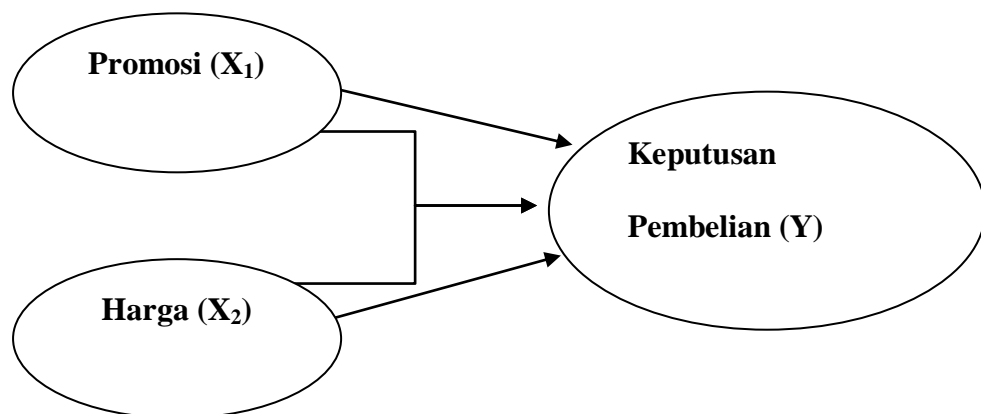 Promosi (X₁)
Keputusan
Pembelian (Y)
Harga (X₂)